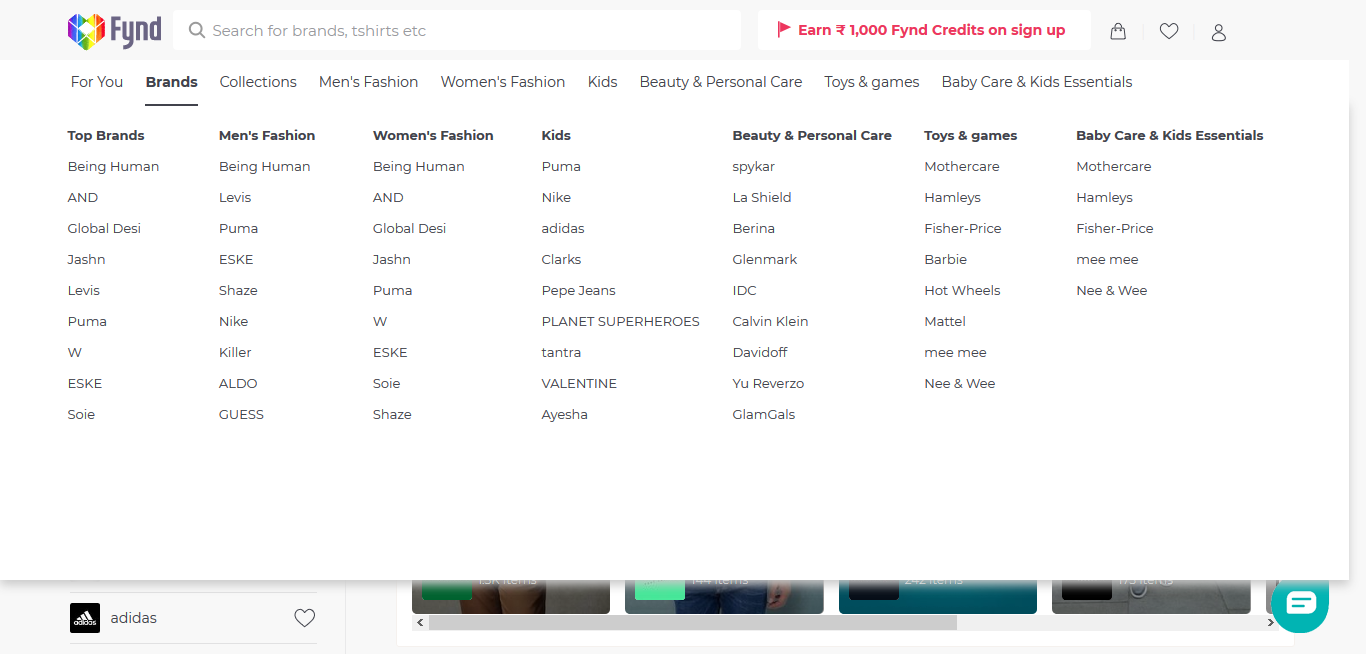 Fynd
Search for brands, tshirts etc
Earn ₹ 1,000 Fynd Credits on sign up
For You
Brands
Collections
Men's Fashion
Women's Fashion
Kids
Beauty & Personal Care
Toys & games
Baby Care & Kids Essentials
Top Brands
Being Human
AND
Global Desi
Jashn
Levis
Puma
W
ESKE
Soie
Men's Fashion
Being Human
Levis
Puma
ESKE
Shaze
Nike
Killer
ALDO
GUESS
Women's Fashion
Being Human
AND
Global Desi
Jashn
Puma
W
ESKE
Soie
Shaze
Kids
Puma
Nike
adidas
Clarks
Pepe Jeans
PLANET SUPERHEROES
tantra
VALENTINE
Ayesha
Beauty & Personal Care
spykar
La Shield
Berina
Glenmark
IDC
Calvin Klein
Davidoff
Yu Reverzo
GlamGals
Toys & games
Mothercare
Hamleys
Fisher-Price
Barbie
Hot Wheels
Mattel
mee mee
Nee & Wee
Baby Care & Kids Essentials
Mothercare
Hamleys
Fisher-Price
mee mee
Nee & Wee
adidas
adidas
1.5K items
144 items
242 items
175 items